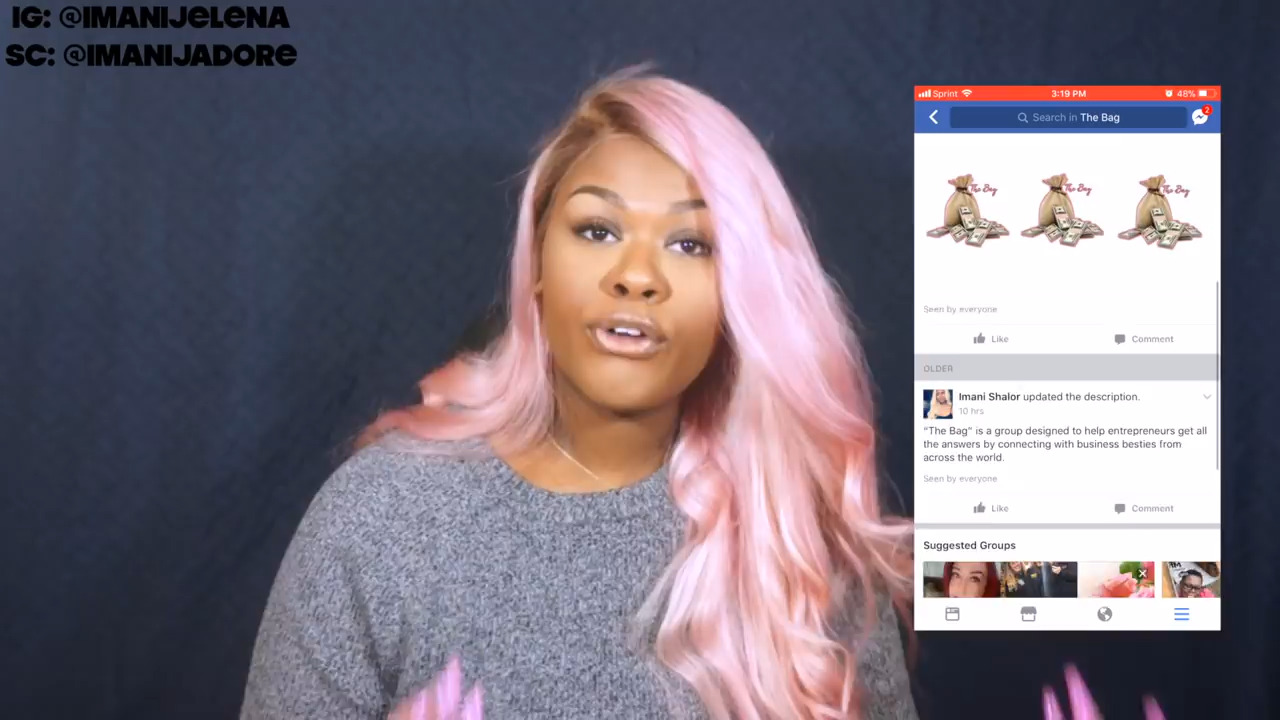 IG: @IMANIJELENA
SC: @IMANIJADORE
Sprint 3:19 PM 48%
Search in The Bag
2
The Bag The Bag The Bag
Seen by everyone
Like Comment
OLDER
Imani Shalor updated the description.
10 hrs
"The Bag" is a group designed to help entrepreneurs get all
the answers by connecting with business besties from
across the world.
Seen by everyone
Like Comment
Suggested Groups